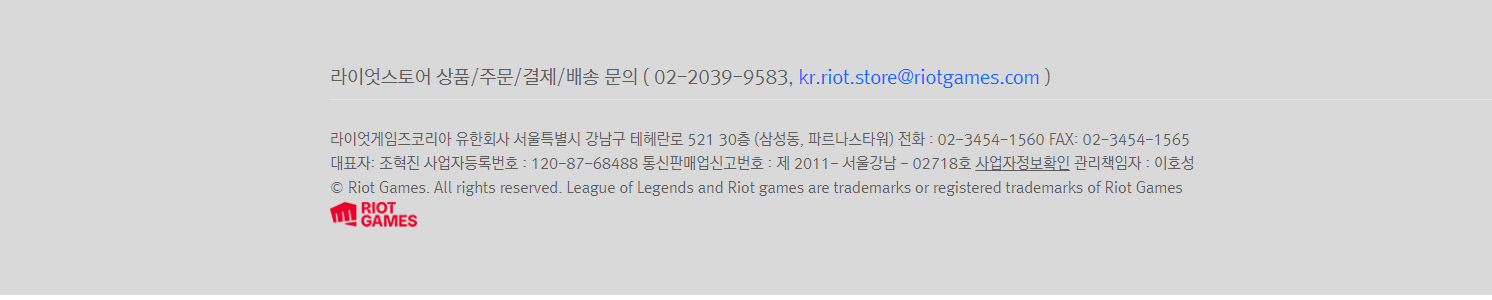 라이엇스토어 상품/주문/결제/배송 문의 ( 02-2039-9583, kr.riot.store@riotgames.com )
라이엇게임즈코리아 유한회사 서울특별시 강남구 테헤란로 521 30층 (삼성동, 파르나스타워) 전화 : 02-3454-1560 FAX: 02-3454-1565
대표자: 조혁진 사업자등록번호 : 120-87-68488 통신판매업신고번호 : 제 2011- 서울강남 - 02718호 사업자정보확인 관리책임자 : 이호성
© Riot Games. All rights reserved. League of Legends and Riot games are trademarks or registered trademarks of Riot Games
RIOT
GAMES